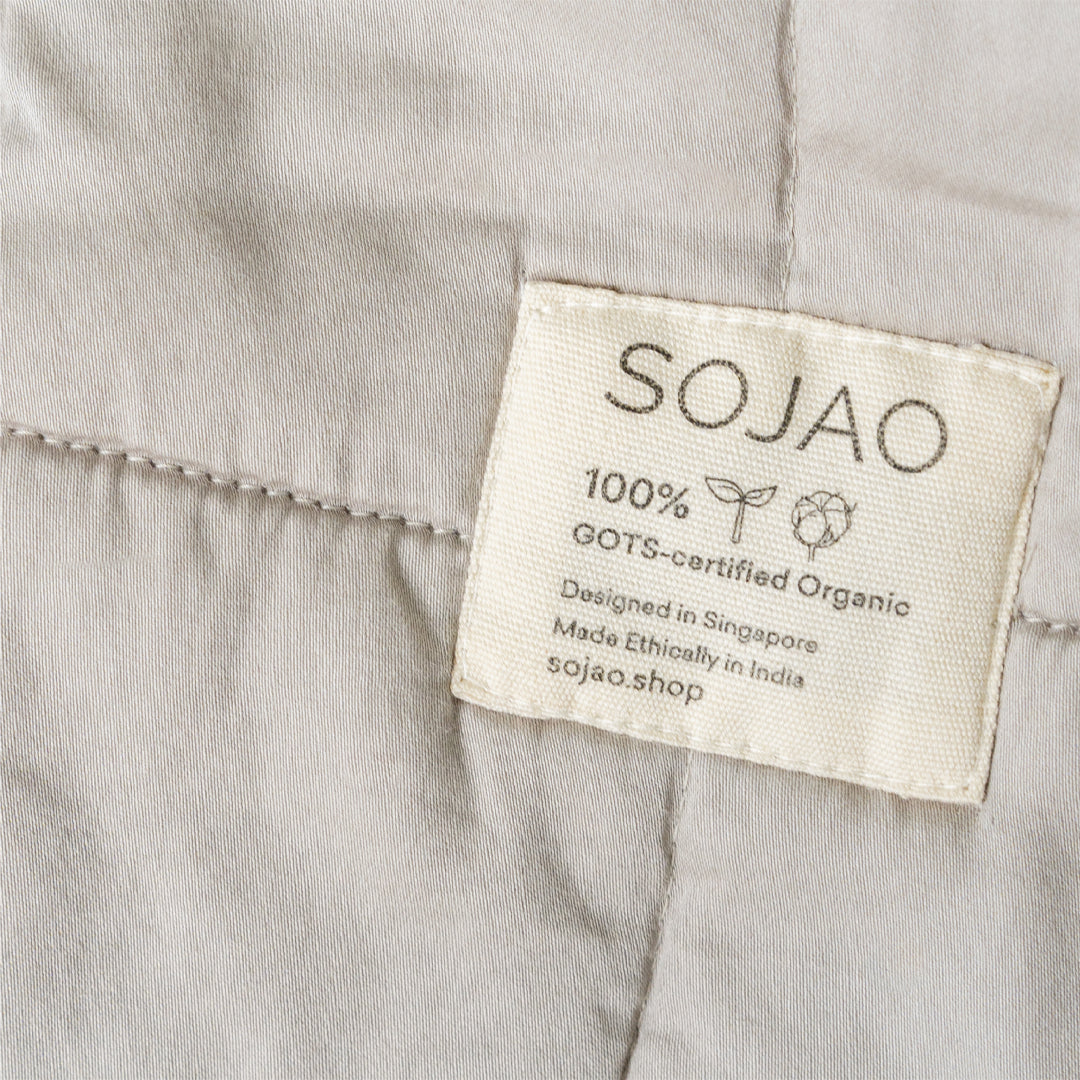 SOJAO
100%
GOTS-certified Organic
Designed in Singapore
Made Ethically in India
sojao.shop